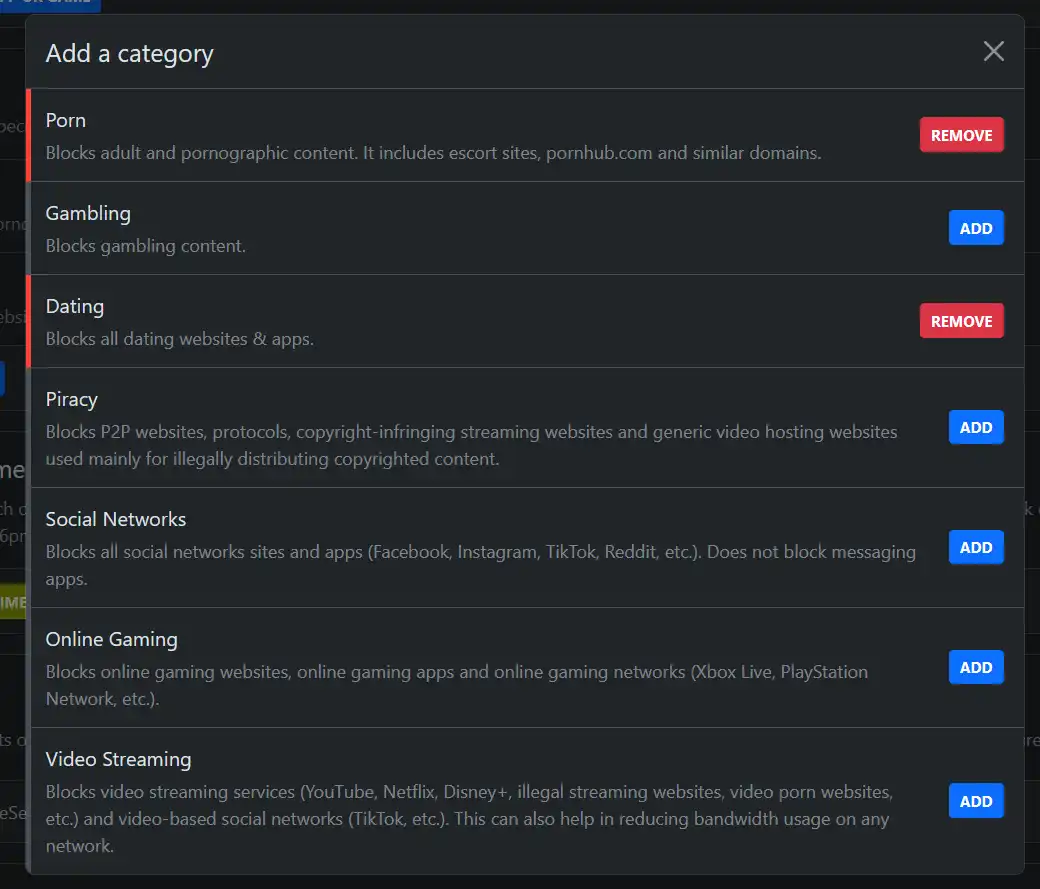 Add a category
Porn
Blocks adult and pornographic content. It includes escort sites, pornhub.com and similar domains.
REMOVE
Gambling
Blocks gambling content.
ADD
Dating
Blocks all dating websites & apps.
REMOVE
Piracy
Blocks P2P websites, protocols, copyright-infringing streaming websites and generic video hosting websites
used mainly for illegally distributing copyrighted content.
ADD
Social Networks
Blocks all social networks sites and apps (Facebook, Instagram, TikTok, Reddit, etc.). Does not block messaging
apps.
ADD
Online Gaming
Blocks online gaming websites, online gaming apps and online gaming networks (Xbox Live, PlayStation
Network, etc.).
ADD
Video Streaming
Blocks video streaming services (YouTube, Netflix, Disney+, illegal streaming websites, video porn websites,
etc.) and video-based social networks (TikTok, etc.). This can also help in reducing bandwidth usage on any
network.
ADD